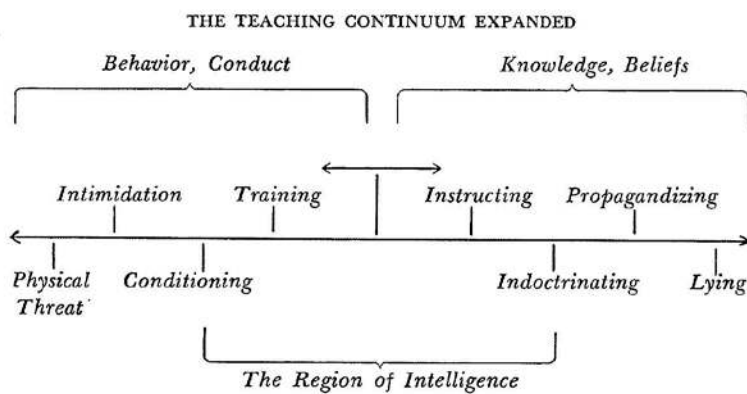 THE TEACHING CONTINUUM EXPANDED
Behavior, Conduct
Knowledge, Beliefs
Intimidation
Training
Instructing
Propagandizing
Physical
Threat
Conditioning
Indoctrinating
Lying
The Region of Intelligence